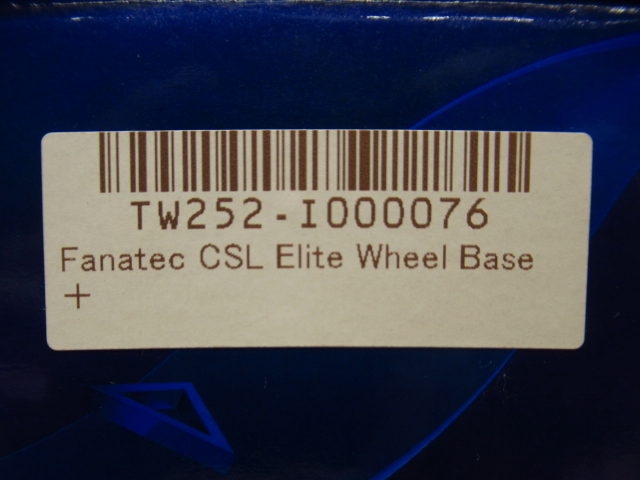 TW252-I000076
Fanatec CSL Elite Wheel Base
+